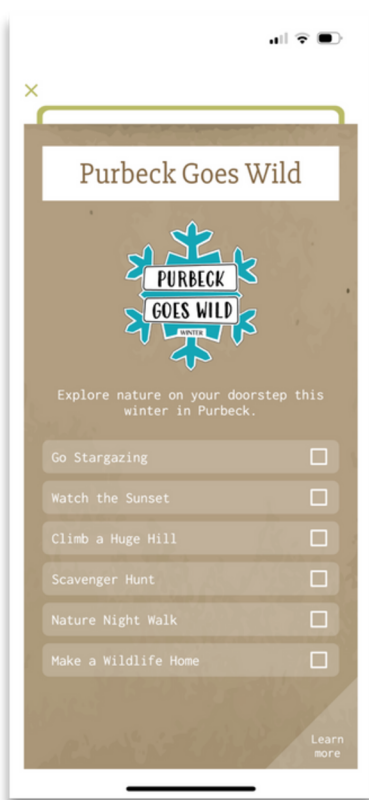 Purbeck Goes Wild
PURBECK
GOES WILD
WINTER
Explore nature on your doorstep this
winter in Purbeck.
Go Stargazing
Watch the Sunset
Climb a Huge Hill
Scavenger Hunt
Nature Night Walk
Make a Wildlife Home
Learn
more